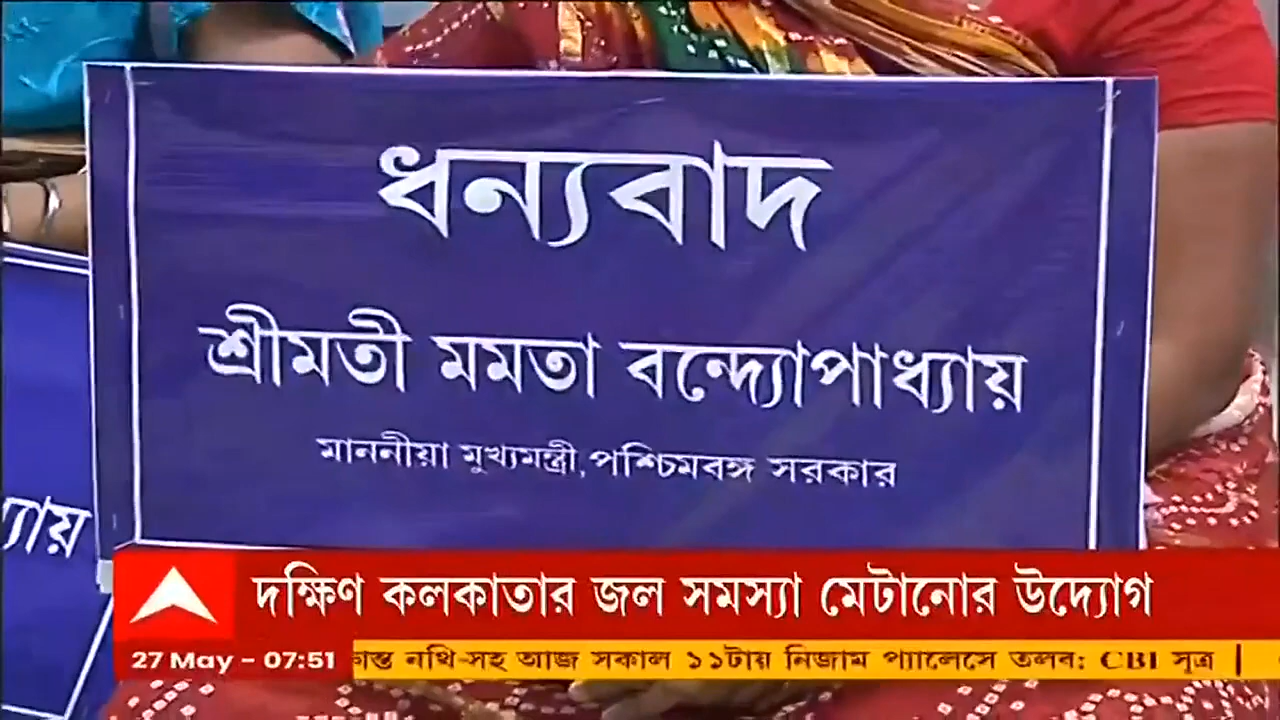 ধন্যবাদ
শ্রীমতী মমতা বন্দ্যোপাধ্যায়
মাননীয়া মুখ্যমন্ত্রী, পশ্চিমবঙ্গ সরকার
দক্ষিণ কলকাতার জল সমস্যা মেটানোর উদ্যোগ
27 May - 07:51
নথি-সহ আজ সকাল ১১টায় নিজাম প্যালেসে তলব: CBI সূত্র |